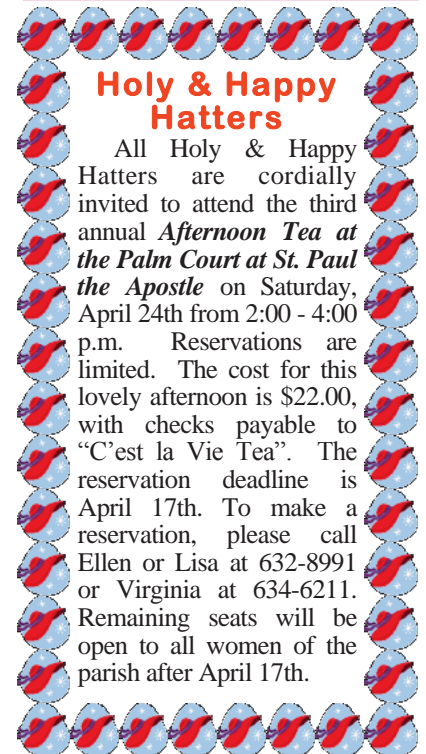 Holy & Happy
Hatters
All Holy & Happy
Hatters are cordially
invited to attend the third
annual Afternoon Tea at
the Palm Court at St. Paul
the Apostle on Saturday,
April 24th from 2:00 - 4:00
p.m. Reservations are
limited. The cost for this
lovely afternoon is $22.00,
with checks payable to
“C’est la Vie Tea”. The
reservation deadline is
April 17th. To make a
reservation, please call
Ellen or Lisa at 632-8991
or Virginia at 634-6211.
Remaining seats will be
open to all women of the
parish after April 17th.